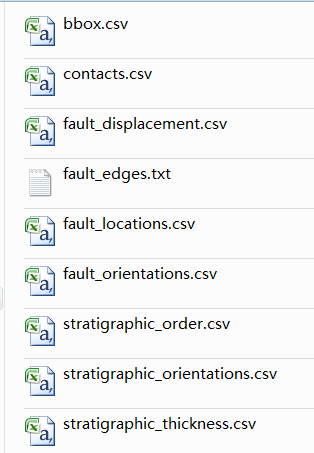 bbox.csv
contacts.csv
fault_displacement.csv
fault_edges.txt
fault_locations.csv
fault_orientations.csv
stratigraphic_order.csv
stratigraphic_orientations.csv
stratigraphic_thickness.csv